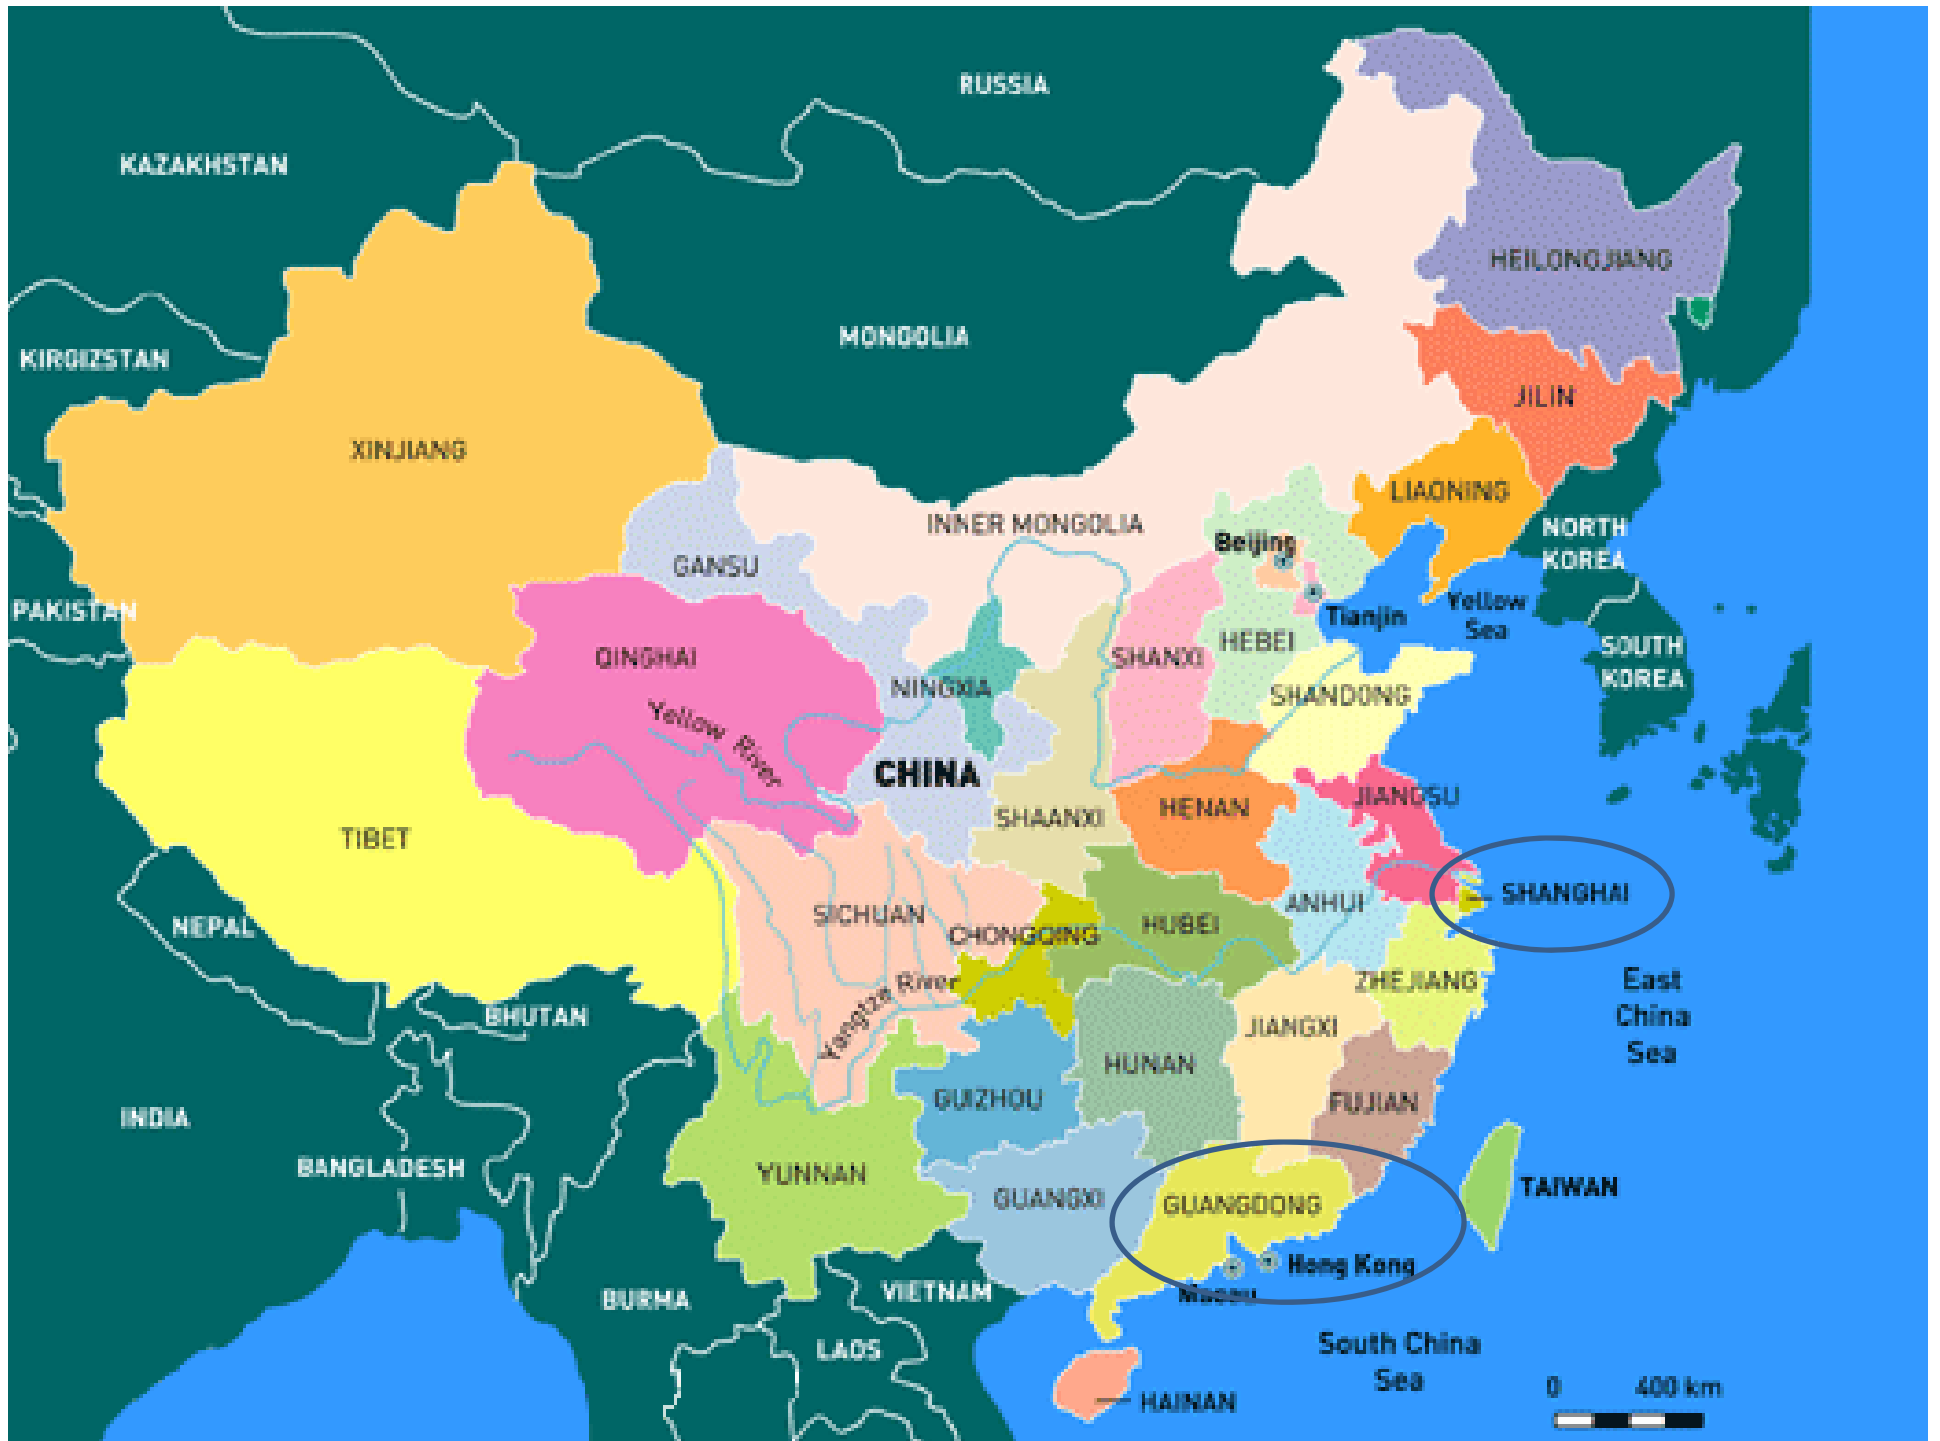 RUSSIA
KAZAKHSTAN
HEILONGJIANG
MONGOLIA
KIRGIZSTAN
JILIN
XINJIANG
LIAONING
INNER MONGOLIA
NORTH
KOREA
Beijing
GANSU
PAKISTAN
Tianjin
Yellow
Sea
HEBEI
SOUTH
KOREA
QINGHAI
SHANXI
NINGXIA
SHANDONG
Yellow River
CHINA
JIANGSU
HENAN
SHAANXI
TIBET
SHANGHAI
ANHUI
SICHUAN
HUBEI
NEPAL
CHONGQING
ZHEJIANG
East
China
Sea
Yangtze River
BHUTAN
JIANGXI
HUNAN
GUIZHOU
FUJIAN
INDIA
BANGLADESH
YUNNAN
TAIWAN
GUANGXI
GUANGDONG
Hong Kong
Macau
VIETNAM
BURMA
LAOS
South China
Sea
0 400 km
HAINAN